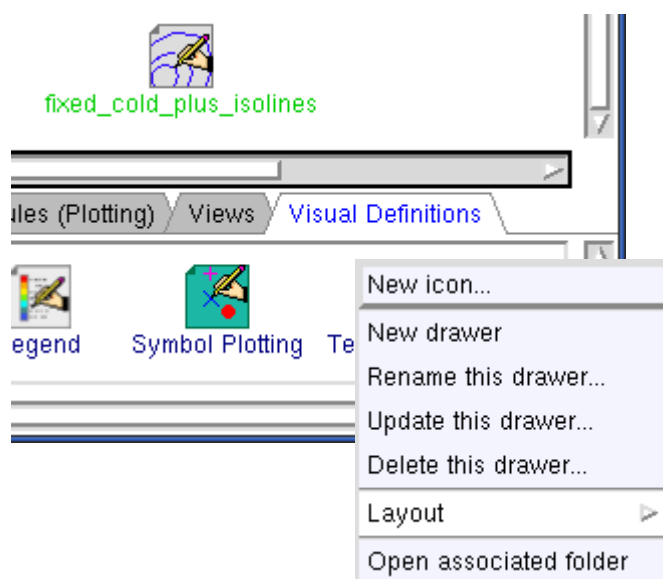 fixed_cold_plus_isolines
ules (Plotting) Views Visual Definitions
egend Symbol Plotting Te
New icon...
New drawer
Rename this drawer...
Update this drawer...
Delete this drawer...
Layout
Open associated folder